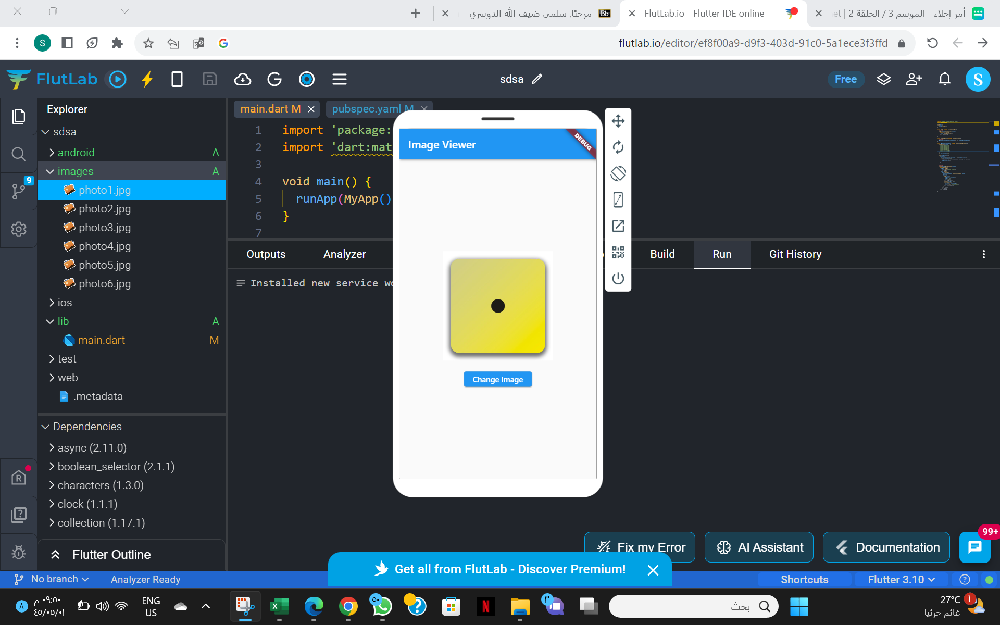 مرحبًا, سلمى ضيف الله الدوسري –
FlutLab.io - Flutter IDE online
أمر إخلاء - الموسم 3 / الحلقة 2 | et
S
flutlab.io/editor/ef8f00a9-d9f3-403d-91c0-5a1ece3f3ffd
FlutLab
sdsa
Free
S
Explorer
main.dart M
pubspec.yaml M
sdsa
android A
images A
photo1.jpg
photo2.jpg
photo3.jpg
photo4.jpg
photo5.jpg
photo6.jpg
ios
lib A
main.dart M
test
web
.metadata
9
Dependencies
async (2.11.0)
boolean_selector (2.1.1)
characters (1.3.0)
clock (1.1.1)
collection (1.17.1)
Flutter Outline
1 import 'package:
2 import 'dart:mat
3
4 void main() {
5 runApp(MyApp()
6 }
7
Image Viewer
DEBUG
Change Image
Outputs
Analyzer
Build
Run
Git History
Installed new service wo
Fix my Error
AI Assistant
Documentation
99+
Get all from FlutLab - Discover Premium!
No branch
Analyzer Ready
Shortcuts
Flutter 3.10
٨
٠٩:٥٠ م
٤٥/٠٥/٠١
ENG
US
٥٠
٣
بحث
27°C
غائم جزئيًا
١